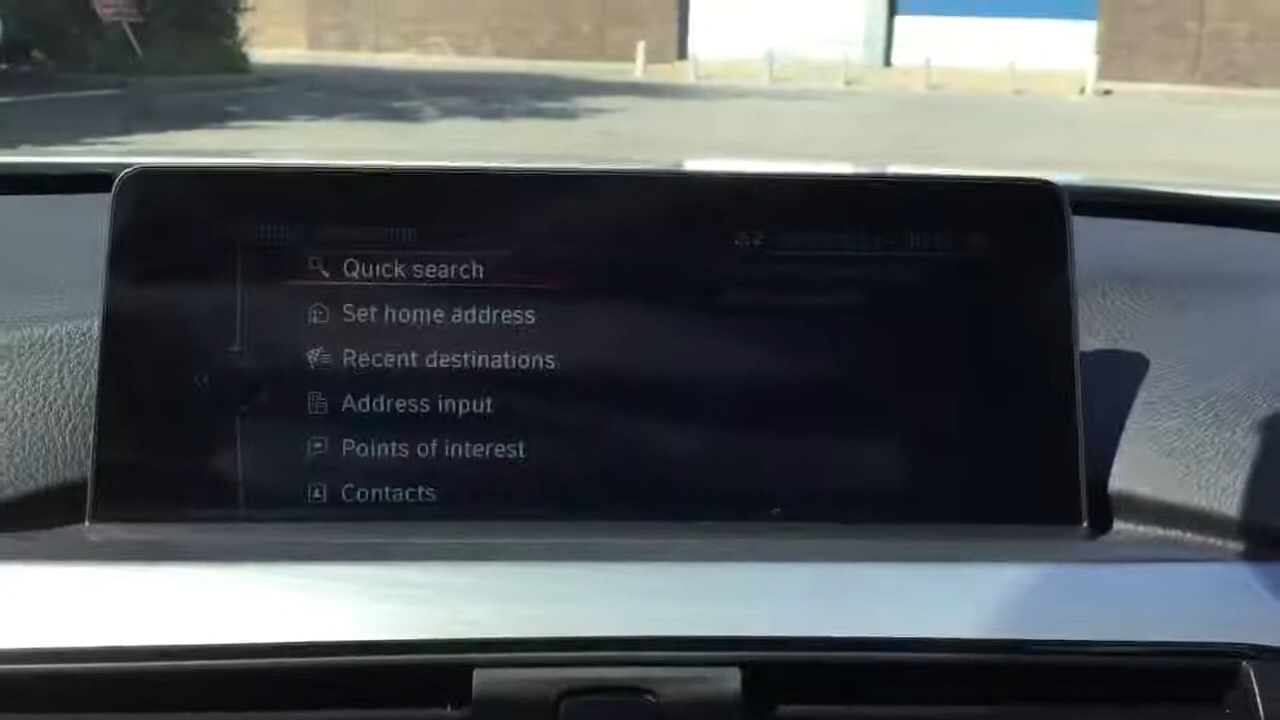 Quick search
Set home address
Recent destinations
Address input
Points of interest
Contacts